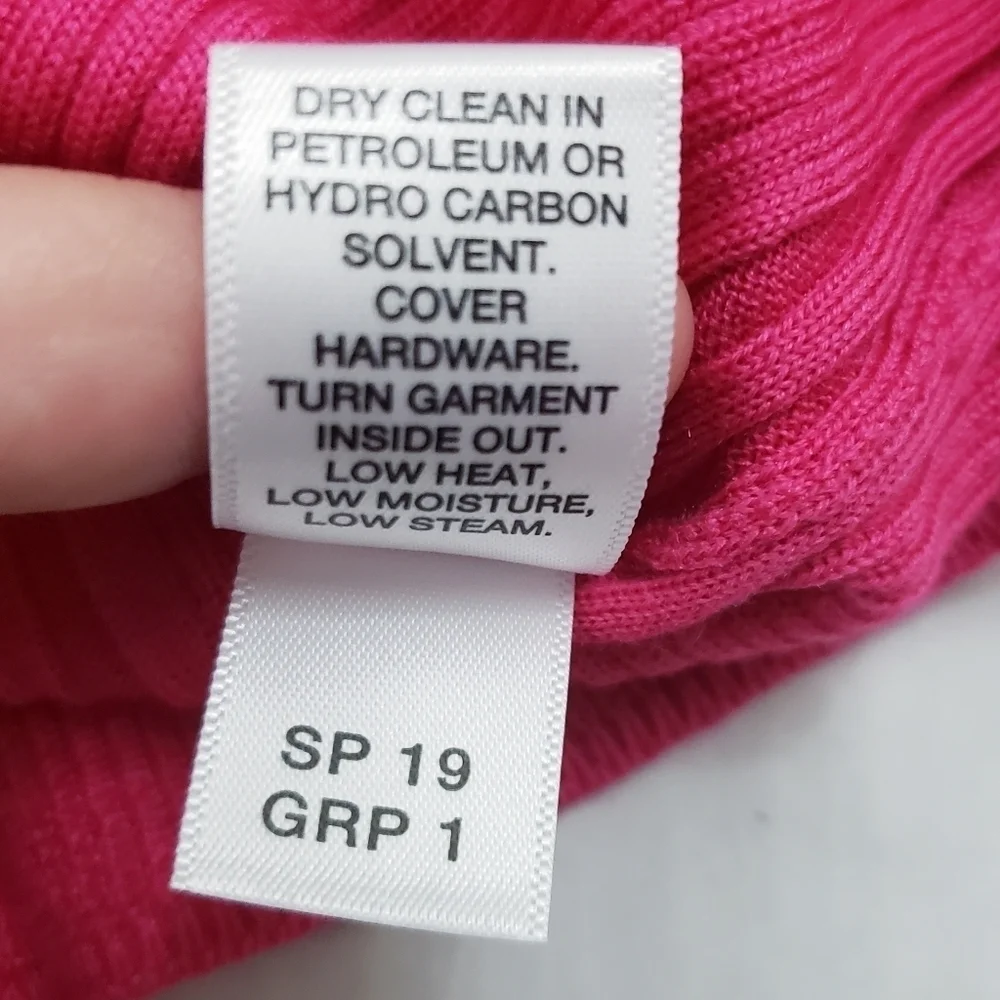 DRY CLEAN IN
PETROLEUM OR
HYDRO CARBON
SOLVENT.
COVER
HARDWARE.
TURN GARMENT
INSIDE OUT.
LOW HEAT,
LOW MOISTURE,
LOW STEAM.
SP 19
GRP 1